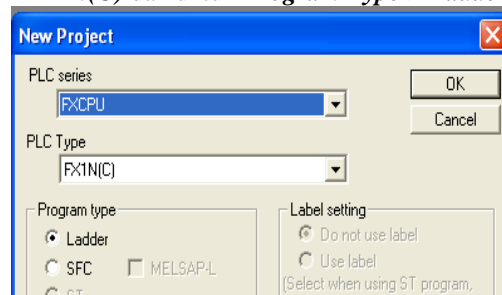 New Project
PLC series
OK
FXCPU
Cancel
PLC Type
FX1N(C)
Program type
Label setting
Ladder
Do not use label
SFC
MELSAP-L
Use label
(Select when using ST program,
ST